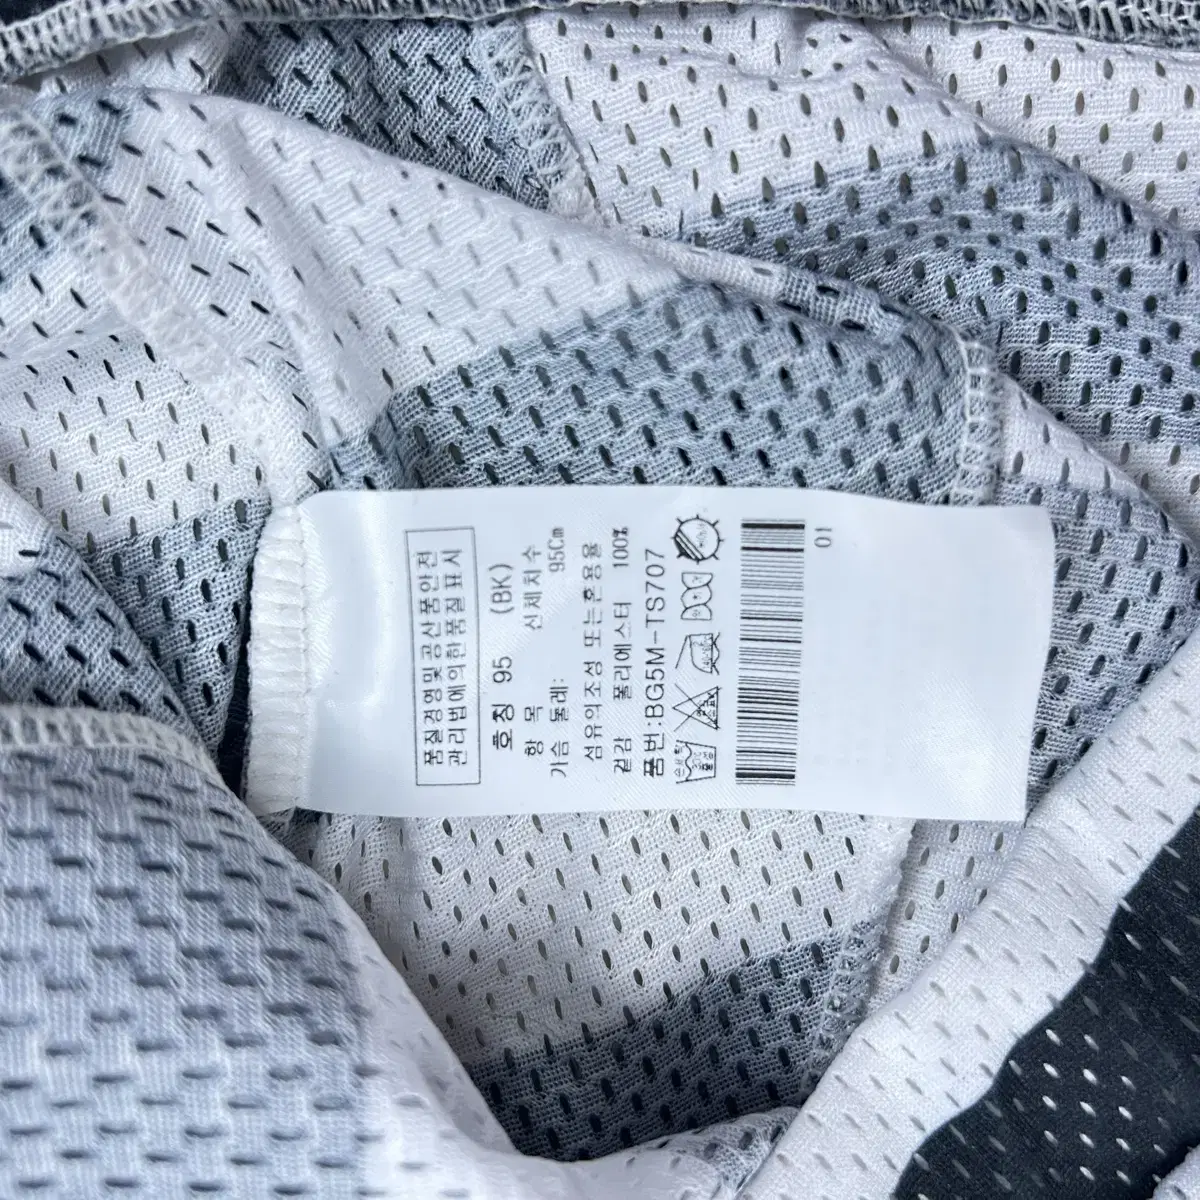 품질경영및공산품안전
관리법에의한품질표시
호칭 95 (BK)
항 목 신체치수
가슴 둘레: 95Cm
섬유의조성 또는혼용율
겉감 폴리에스터 100%
품번:BG5M-TS707
01